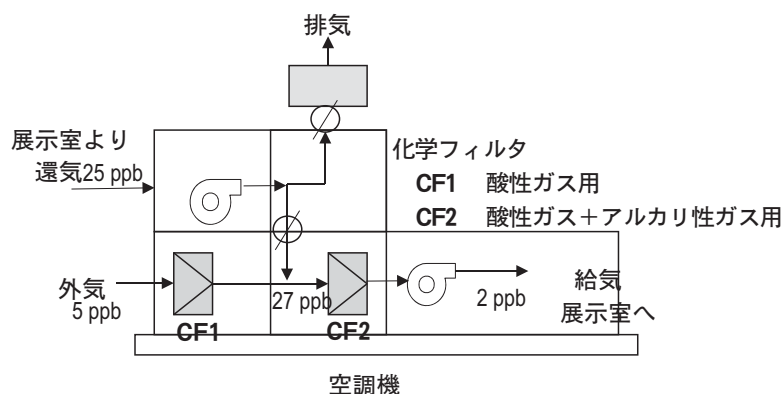 排気
展示室より
還気25 ppb
化学フィルタ
CF1 酸性ガス用
CF2 酸性ガス＋アルカリ性ガス用
外気
5 ppb
27 ppb
2 ppb
給気
展示室へ
CF1
CF2
空調機